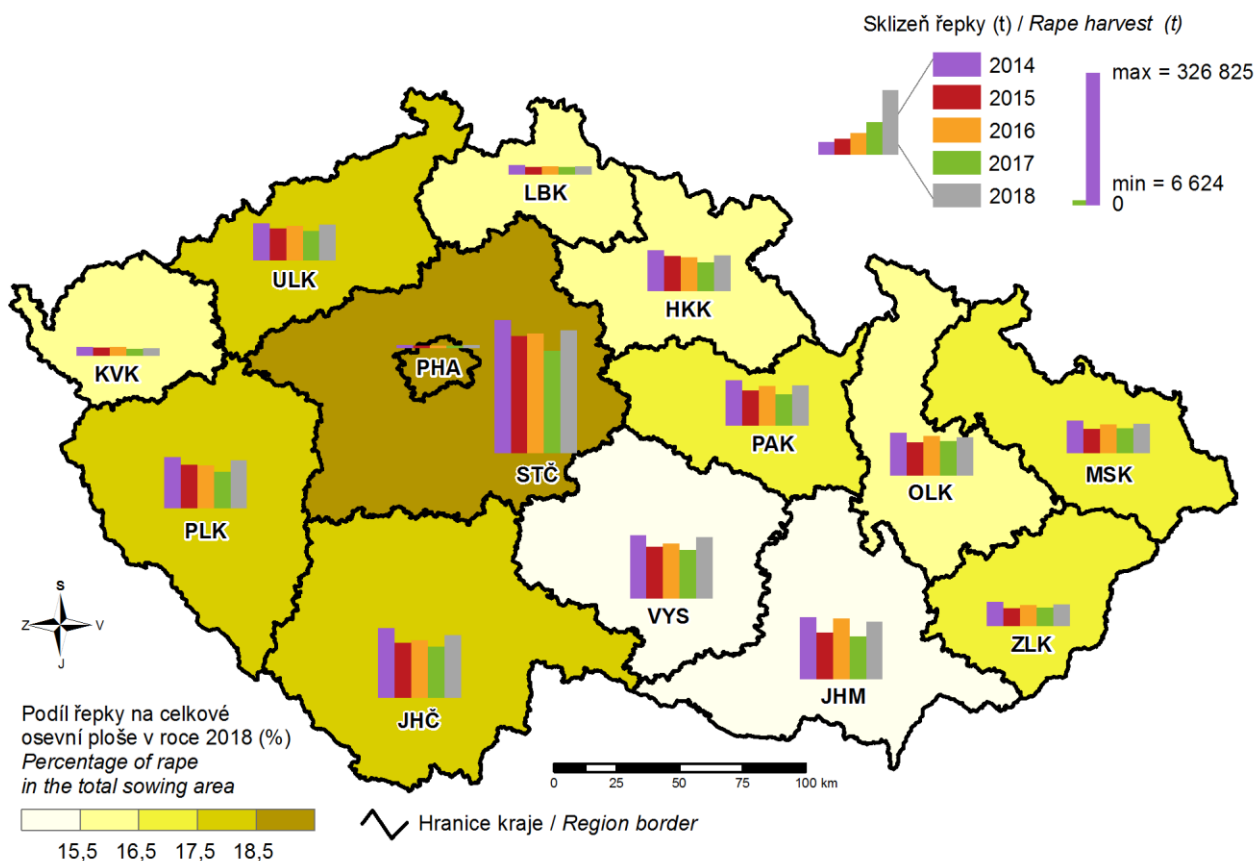 Sklizeň řepky (t) / Rape harvest (t)
2014
2015
2016
2017
2018
max = 326 825
min = 6 624
0
LBK
ULK
HKK
KVK
PHA
STČ
PAK
OLK
MSK
PLK
VYS
ZLK
JHM
JHČ
S
Z
V
J
Podíl řepky na celkové
osevní ploše v roce 2018 (%)
Percentage of rape
in the total sowing area
15,5 16,5 17,5 18,5
0 25 50 75 100 km
Hranice kraje / Region border